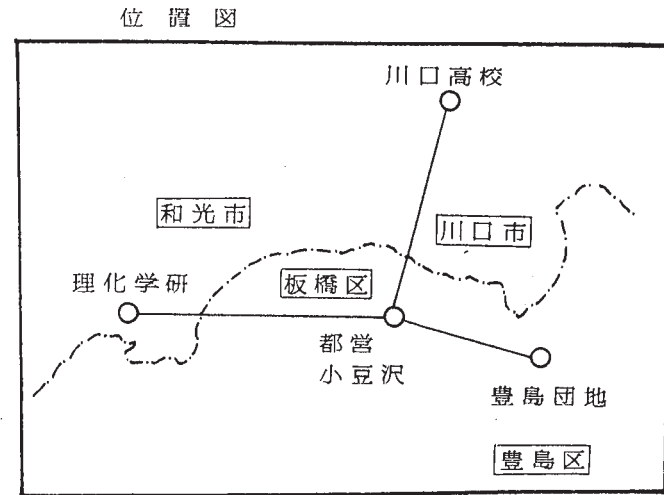 位置図
川口高校
和光市
川口市
理化学研
板橋区
都営
小豆沢
豊島団地
豊島区